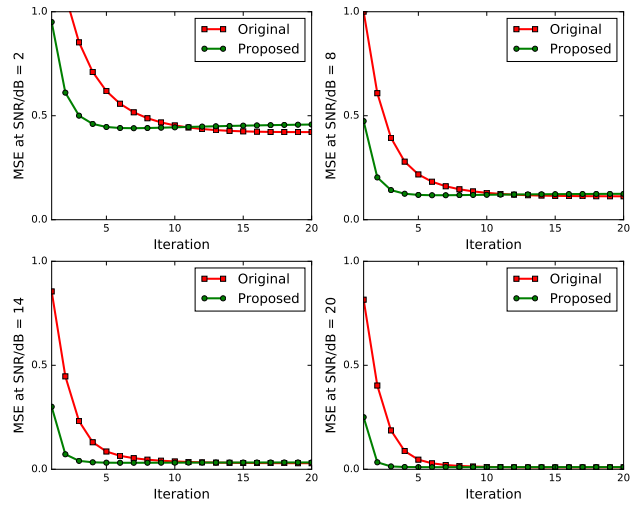 MSE at SNR/dB = 2
1.0
0.5
0.0
Original
Proposed
5
10
15
20
Iteration
MSE at SNR/dB = 8
1.0
0.5
0.0
Original
Proposed
5
10
15
20
Iteration
MSE at SNR/dB = 14
1.0
0.5
0.0
Original
Proposed
5
10
15
20
Iteration
MSE at SNR/dB = 20
1.0
0.5
0.0
Original
Proposed
5
10
15
20
Iteration